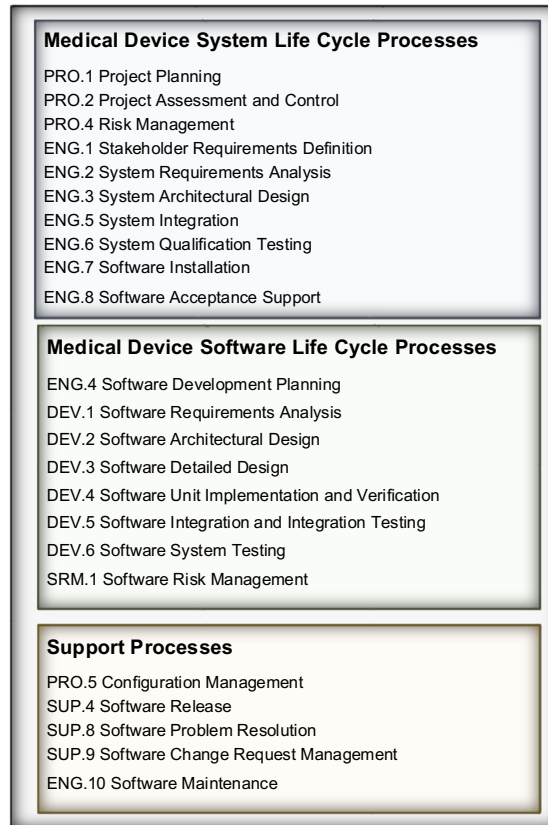 Medical Device System Life Cycle Processes
PRO.1 Project Planning
PRO.2 Project Assessment and Control
PRO.4 Risk Management
ENG.1 Stakeholder Requirements Definition
ENG.2 System Requirements Analysis
ENG.3 System Architectural Design
ENG.5 System Integration
ENG.6 System Qualification Testing
ENG.7 Software Installation
ENG.8 Software Acceptance Support
Medical Device Software Life Cycle Processes
ENG.4 Software Development Planning
DEV.1 Software Requirements Analysis
DEV.2 Software Architectural Design
DEV.3 Software Detailed Design
DEV.4 Software Unit Implementation and Verification
DEV.5 Software Integration and Integration Testing
DEV.6 Software System Testing
SRM.1 Software Risk Management
Support Processes
PRO.5 Configuration Management
SUP.4 Software Release
SUP.8 Software Problem Resolution
SUP.9 Software Change Request Management
ENG.10 Software Maintenance